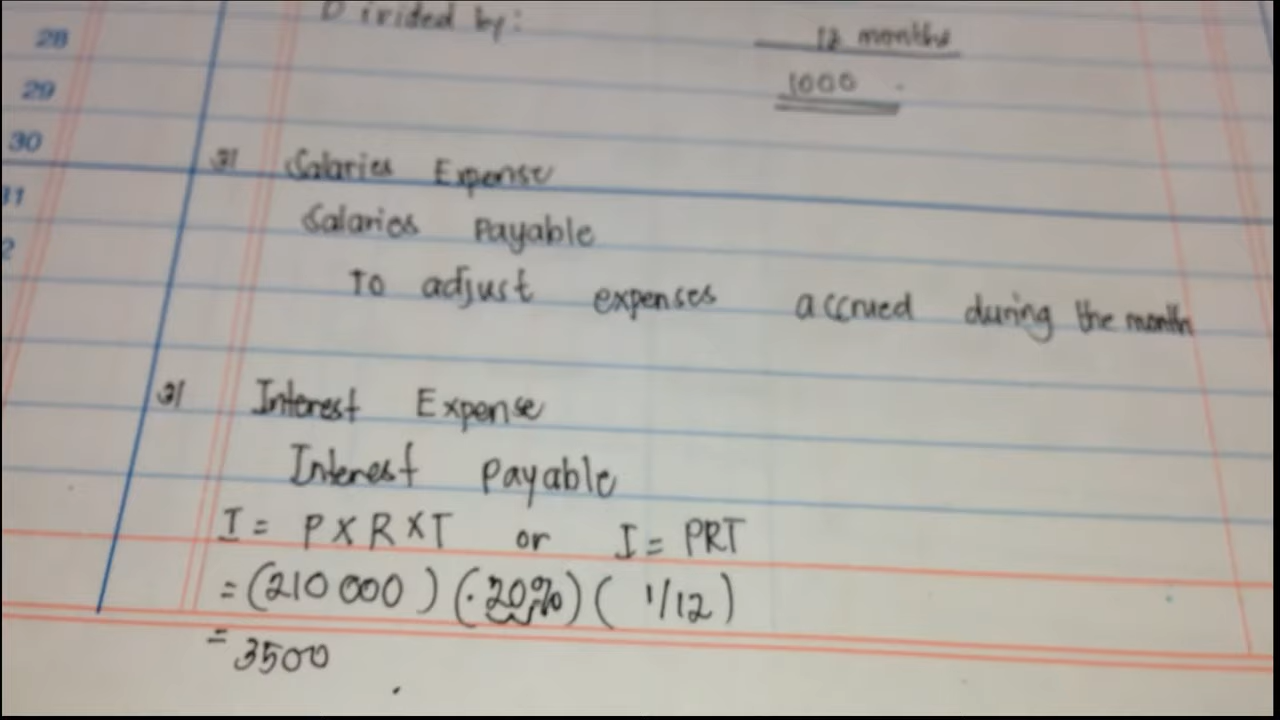 Divided by: 12 months
28
1000
29
30
31 Salaries Expense
31
Salaries Payable
2
To adjust expenses accrued during the month
31 Interest Expense
Interest Payable
I = P X R X T or I = PRT
= (210 000) (.20%) ( 1/12 )
= 3500